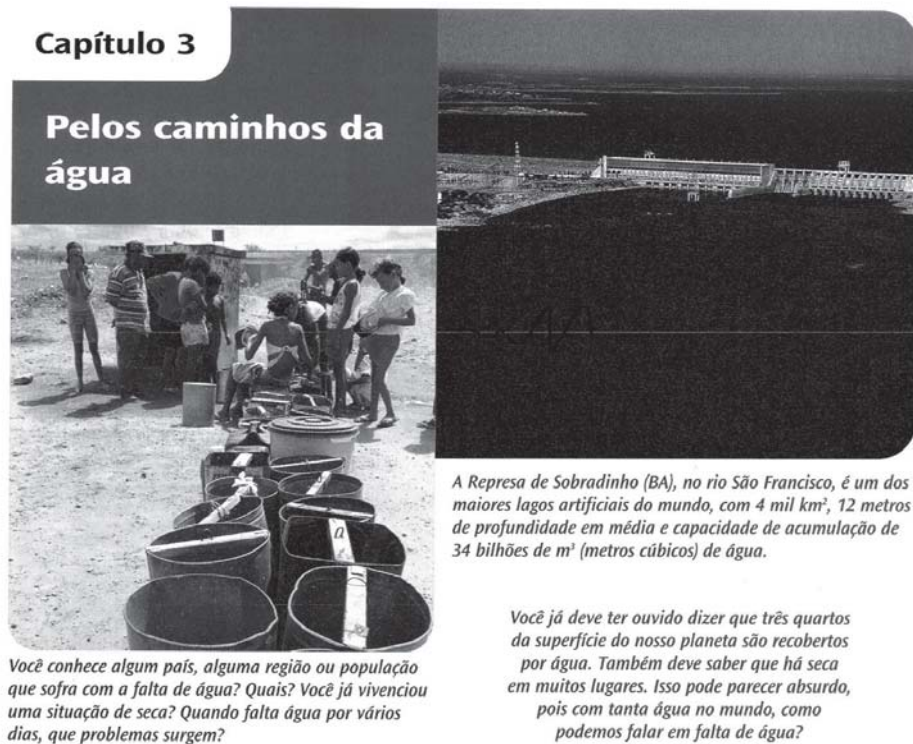 Capítulo 3
Pelos caminhos da
água
A Represa de Sobradinho (BA), no rio São Francisco, é um dos
maiores lagos artificiais do mundo, com 4 mil km², 12 metros
de profundidade em média e capacidade de acumulação de
34 bilhões de m³ (metros cúbicos) de água.
Você já deve ter ouvido dizer que três quartos
da superfície do nosso planeta são recobertos
por água. Também deve saber que há seca
em muitos lugares. Isso pode parecer absurdo,
pois com tanta água no mundo, como
podemos falar em falta de água?
Você conhece algum país, alguma região ou população
que sofra com a falta de água? Quais? Você já vivenciou
uma situação de seca? Quando falta água por vários
dias, que problemas surgem?